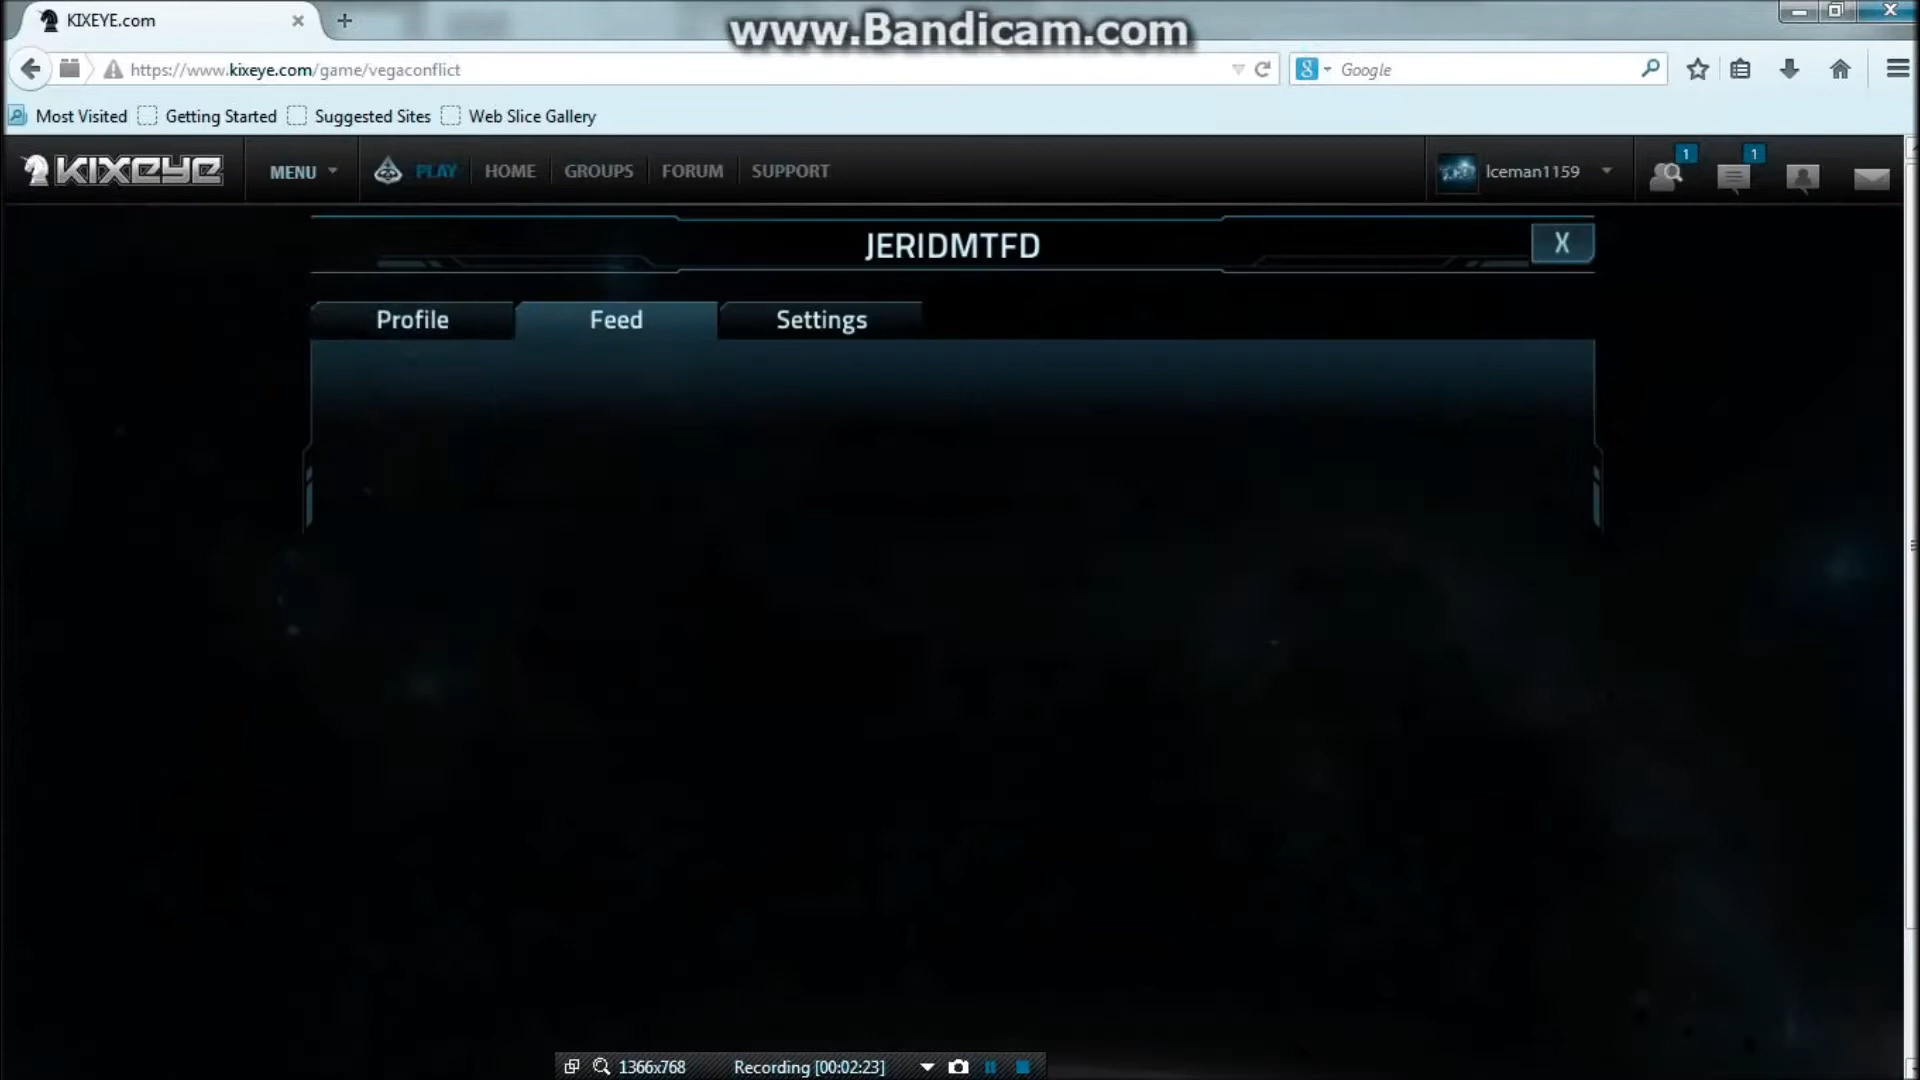 KIXEYE.com
www.Bandicam.com
https://www.kixeye.com/game/vegaconflict
Google
Most Visited Getting Started Suggested Sites Web Slice Gallery
KIXEYE MENU PLAY HOME GROUPS FORUM SUPPORT Iceman1159 1 1
JERIDMTFD
X
Profile Feed Settings
1366x768 Recording [00:02:23]